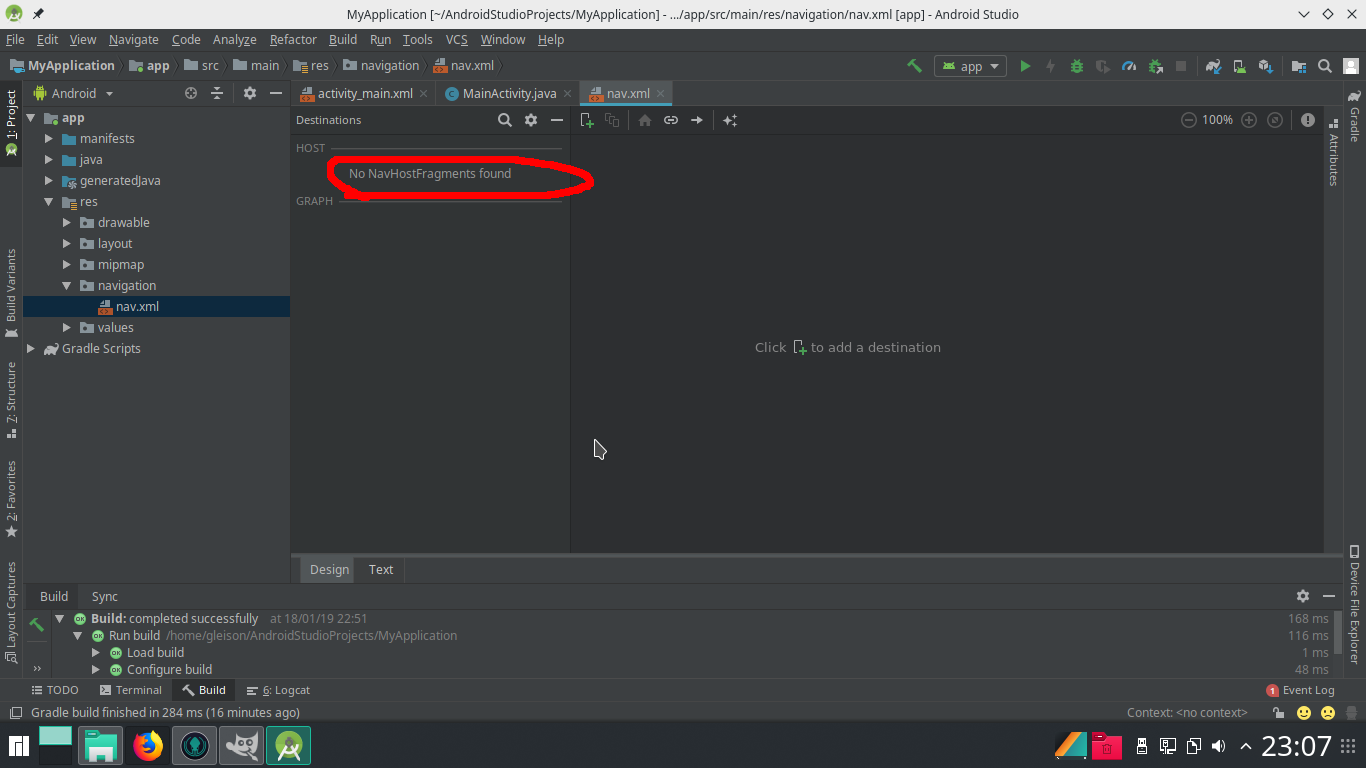 MyApplication [~/AndroidStudioProjects/MyApplication] - .../app/src/main/res/navigation/nav.xml [app] - Android Studio
File Edit View Navigate Code Analyze Refactor Build Run Tools VCS Window Help
MyApplication app src main res navigation nav.xml app
1: Project
Build Variants
7: Structure
2: Favorites
Layout Captures
Android
app
manifests
java
generatedJava
res
drawable
layout
mipmap
navigation
nav.xml
values
Gradle Scripts
activity_main.xml MainActivity.java nav.xml
Destinations
HOST
No NavHostFragments found
GRAPH
100%
Click to add a destination
Design Text
Attributes
Gradle
Device File Explorer
Build Sync
Build: completed successfully at 18/01/19 22:51 168 ms
Run build /home/gleison/AndroidStudioProjects/MyApplication 116 ms
Load build 1 ms
Configure build 48 ms
TODO Terminal Build 6: Logcat 1 Event Log
Gradle build finished in 284 ms (16 minutes ago) Context: <no context>
23:07